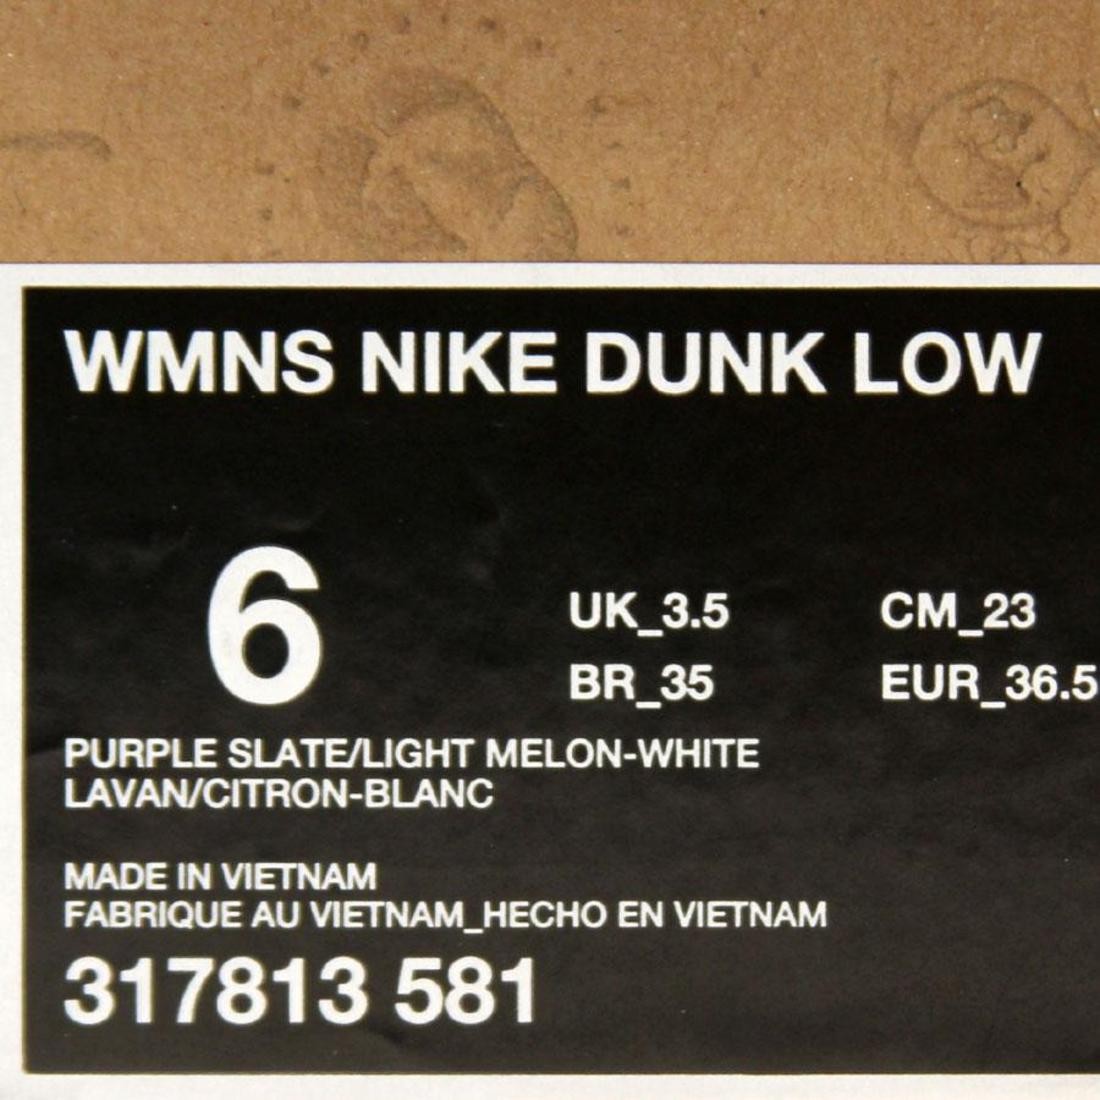 WMNS NIKE DUNK LOW
6
UK_3.5 CM_23
BR_35 EUR_36.5
PURPLE SLATE/LIGHT MELON-WHITE
LAVAN/CITRON-BLANC
MADE IN VIETNAM
FABRIQUE AU VIETNAM_HECHO EN VIETNAM
317813 581